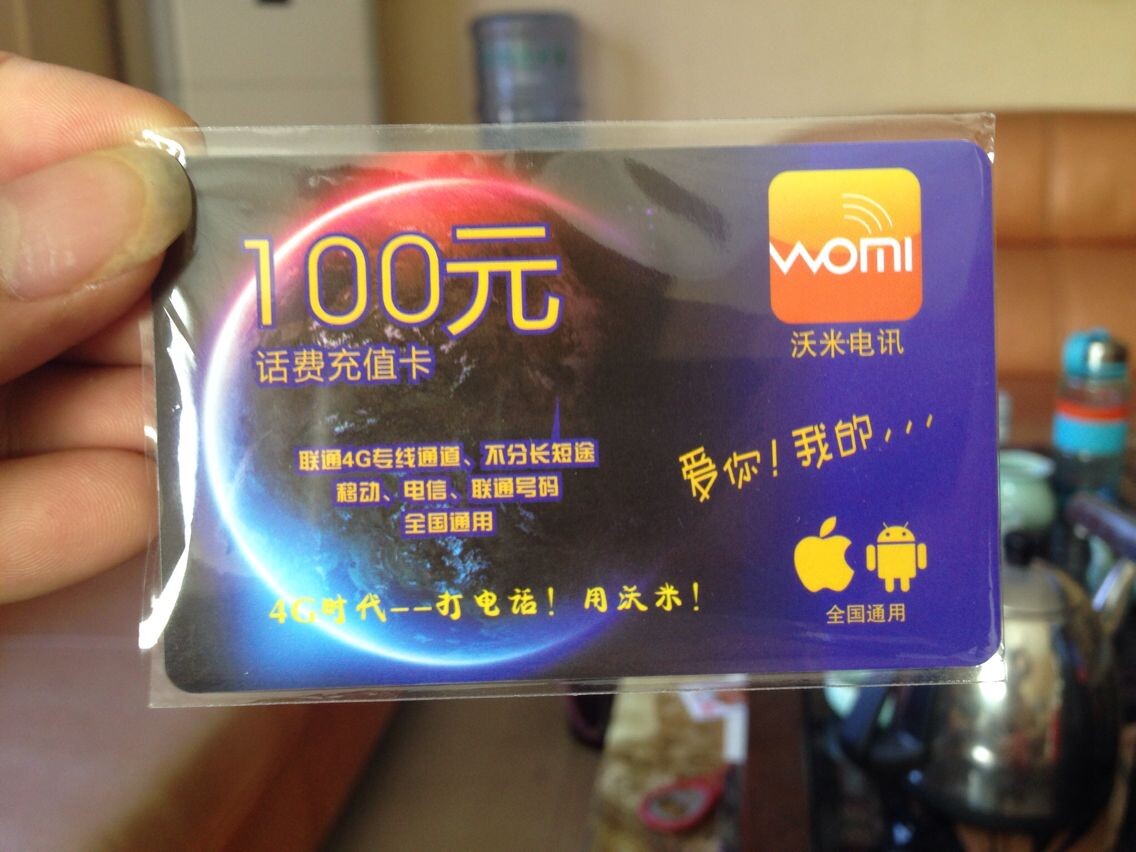 100元
话费充值卡
womi
沃米电讯
联通4G专线通道、不分长短途
移动、电信、联通号码
全国通用
爱你！我的...
4G时代--打电话！用沃米！
全国通用